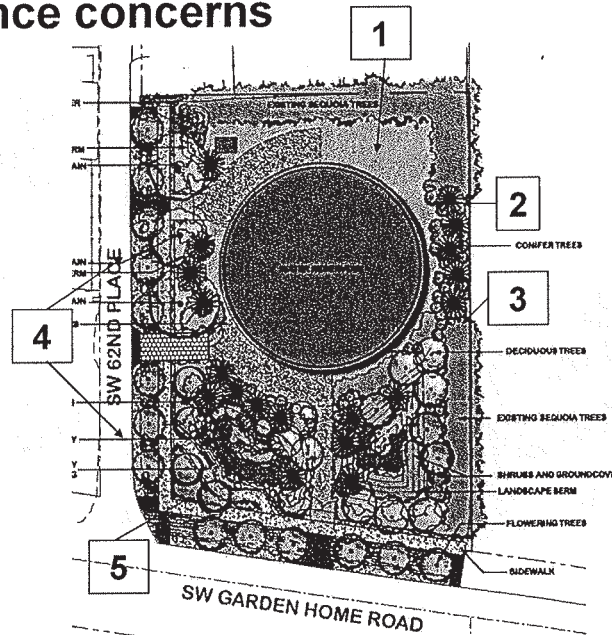 nce concerns
1
EXISTING SEQUOIA TREES
2
CONIFER TREES
3
4
SW 62ND PLACE
DECIDUOUS TREES
EXISTING SEQUOIA TREES
SHRUBS AND GROUNDCOV
LANDSCAPE BERM
FLOWERING TREES
5
SIDEWALK
SW GARDEN HOME ROAD